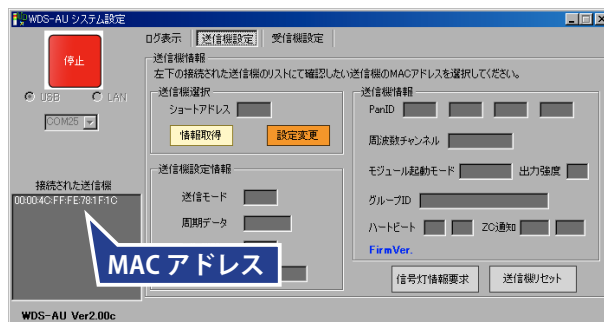 WDS-AU システム設定
ログ表示 送信機設定 受信機設定
停止
USB LAN
COM25
接続された送信機
00:00:4C:FF:FE:78:1F:1C
送信機情報
左下の接続された送信機のリストにて確認したい送信機のMACアドレスを選択してください。
送信機選択
ショートアドレス
情報取得 設定変更
送信機設定情報
送信モード
周期データ
MAC アドレス
送信機情報
PanID
周波数チャンネル
モジュール起動モード 出力強度
グループID
ハートビート ZC通知
FirmVer.
信号灯情報要求 送信機リセット
WDS-AU Ver2.00c